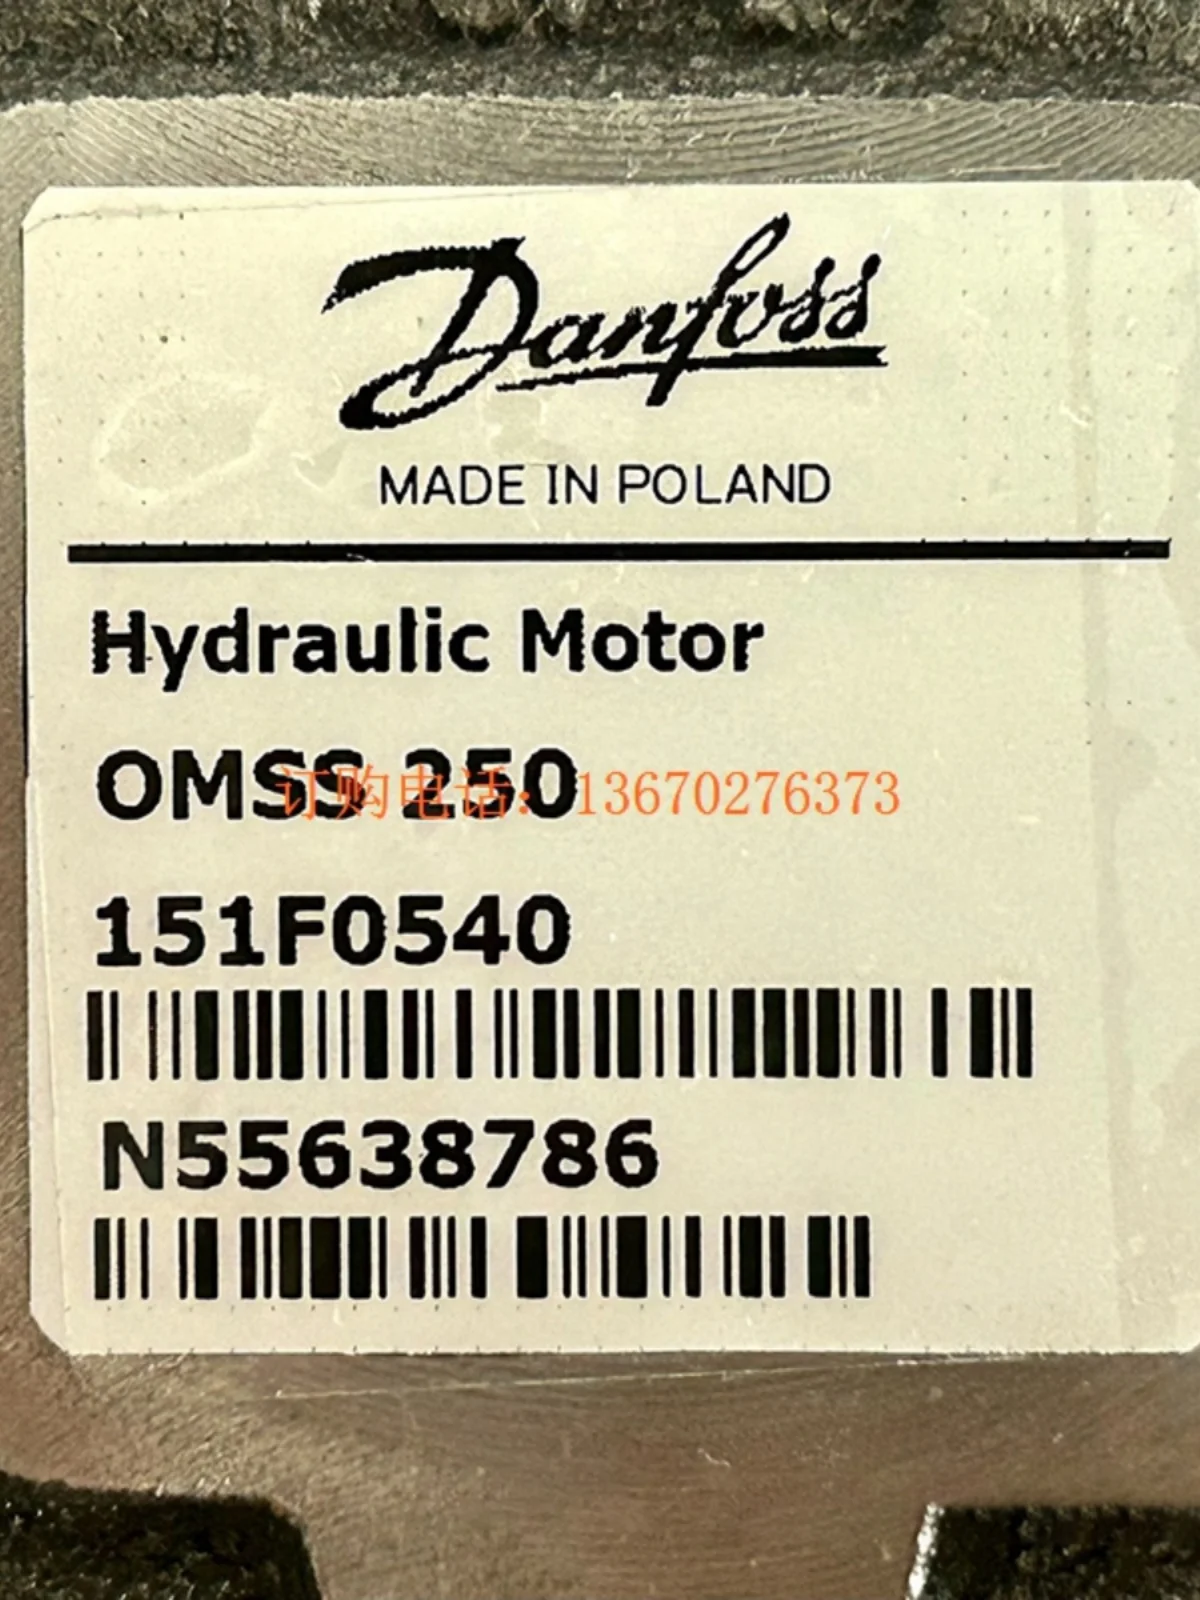 Danfoss
MADE IN POLAND
Hydraulic Motor
OMSS 250
订购电话：13670276373
151F0540
N55638786